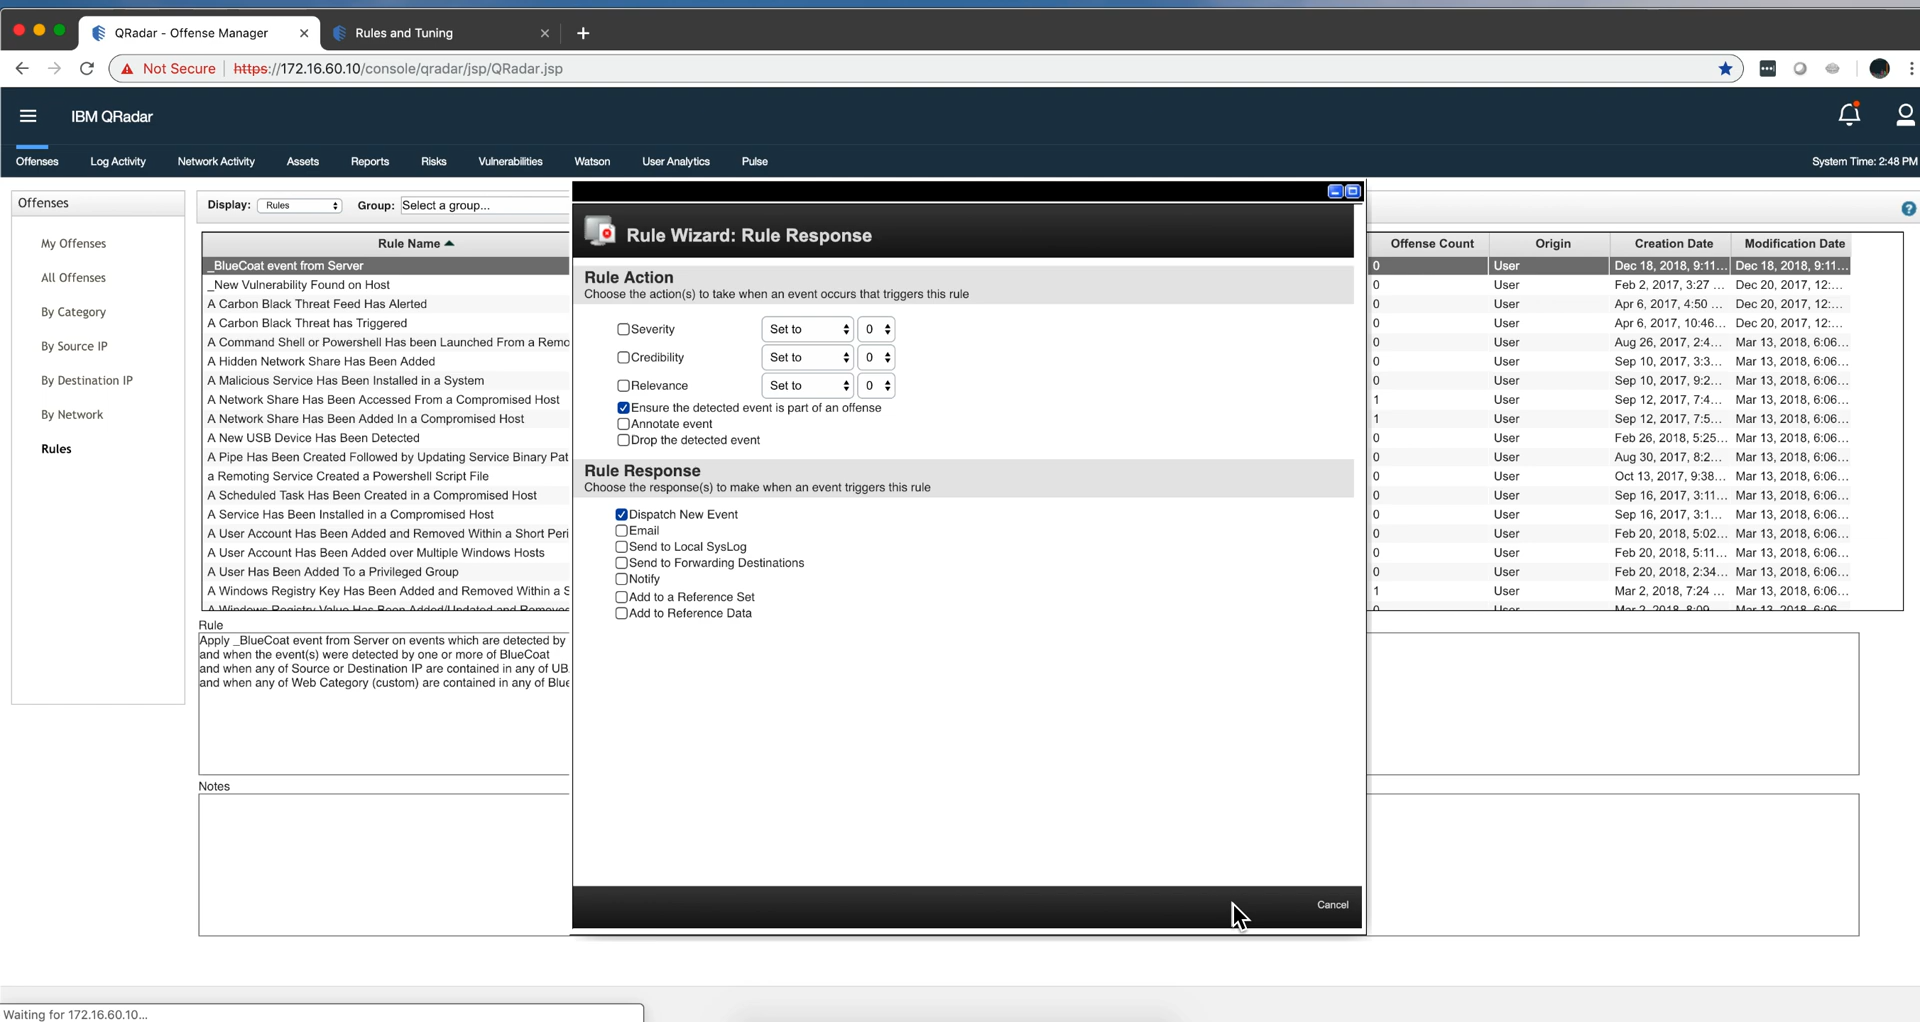 QRadar - Offense Manager
Rules and Tuning
Not Secure https://172.16.60.10/console/qradar/jsp/QRadar.jsp
IBM QRadar
Offenses Log Activity Network Activity Assets Reports Risks Vulnerabilities Watson User Analytics Pulse System Time: 2:48 PM
Offenses
My Offenses
All Offenses
By Category
By Source IP
By Destination IP
By Network
Rules
Display: Rules Group: Select a group...
Rule Name Offense Count Origin Creation Date Modification Date
_BlueCoat event from Server 0 User Dec 18, 2018, 9:11... Dec 18, 2018, 9:11...
_New Vulnerability Found on Host 0 User Feb 2, 2017, 3:27 ... Dec 20, 2017, 12:...
A Carbon Black Threat Feed Has Alerted 0 User Apr 6, 2017, 4:50 ... Dec 20, 2017, 12:...
A Carbon Black Threat has Triggered 0 User Apr 6, 2017, 10:46... Dec 20, 2017, 12:...
A Command Shell or Powershell Has been Launched From a Remo 0 User Aug 26, 2017, 2:4... Mar 13, 2018, 6:06...
A Hidden Network Share Has Been Added 0 User Sep 10, 2017, 3:3... Mar 13, 2018, 6:06...
A Malicious Service Has Been Installed in a System 0 User Sep 10, 2017, 9:2... Mar 13, 2018, 6:06...
A Network Share Has Been Accessed From a Compromised Host 1 User Sep 12, 2017, 7:4... Mar 13, 2018, 6:06...
A Network Share Has Been Added In a Compromised Host 1 User Sep 12, 2017, 7:5... Mar 13, 2018, 6:06...
A New USB Device Has Been Detected 0 User Feb 26, 2018, 5:25... Mar 13, 2018, 6:06...
A Pipe Has Been Created Followed by Updating Service Binary Pat 0 User Aug 30, 2017, 8:2... Mar 13, 2018, 6:06...
a Remoting Service Created a Powershell Script File 0 User Oct 13, 2017, 9:38... Mar 13, 2018, 6:06...
A Scheduled Task Has Been Created in a Compromised Host 0 User Sep 16, 2017, 3:11... Mar 13, 2018, 6:06...
A Service Has Been Installed in a Compromised Host 0 User Sep 16, 2017, 3:1... Mar 13, 2018, 6:06...
A User Account Has Been Added and Removed Within a Short Peri 0 User Feb 20, 2018, 5:02... Mar 13, 2018, 6:06...
A User Account Has Been Added over Multiple Windows Hosts 0 User Feb 20, 2018, 5:11... Mar 13, 2018, 6:06...
A User Has Been Added To a Privileged Group 0 User Feb 20, 2018, 2:34... Mar 13, 2018, 6:06...
A Windows Registry Key Has Been Added and Removed Within a S 1 User Mar 2, 2018, 7:24 ... Mar 13, 2018, 6:06...
A Windows Registry Value Has Been Added/Updated and Remove 0 User Mar 2, 2018, 8:09 Mar 13, 2018, 6:06
Rule
Apply _BlueCoat event from Server on events which are detected by
and when the event(s) were detected by one or more of BlueCoat
and when any of Source or Destination IP are contained in any of UB
and when any of Web Category (custom) are contained in any of Blue
Notes
Rule Wizard: Rule Response
Rule Action
Choose the action(s) to take when an event occurs that triggers this rule
Severity Set to 0
Credibility Set to 0
Relevance Set to 0
Ensure the detected event is part of an offense
Annotate event
Drop the detected event
Rule Response
Choose the response(s) to make when an event triggers this rule
Dispatch New Event
Email
Send to Local SysLog
Send to Forwarding Destinations
Notify
Add to a Reference Set
Add to Reference Data
Cancel
Waiting for 172.16.60.10...